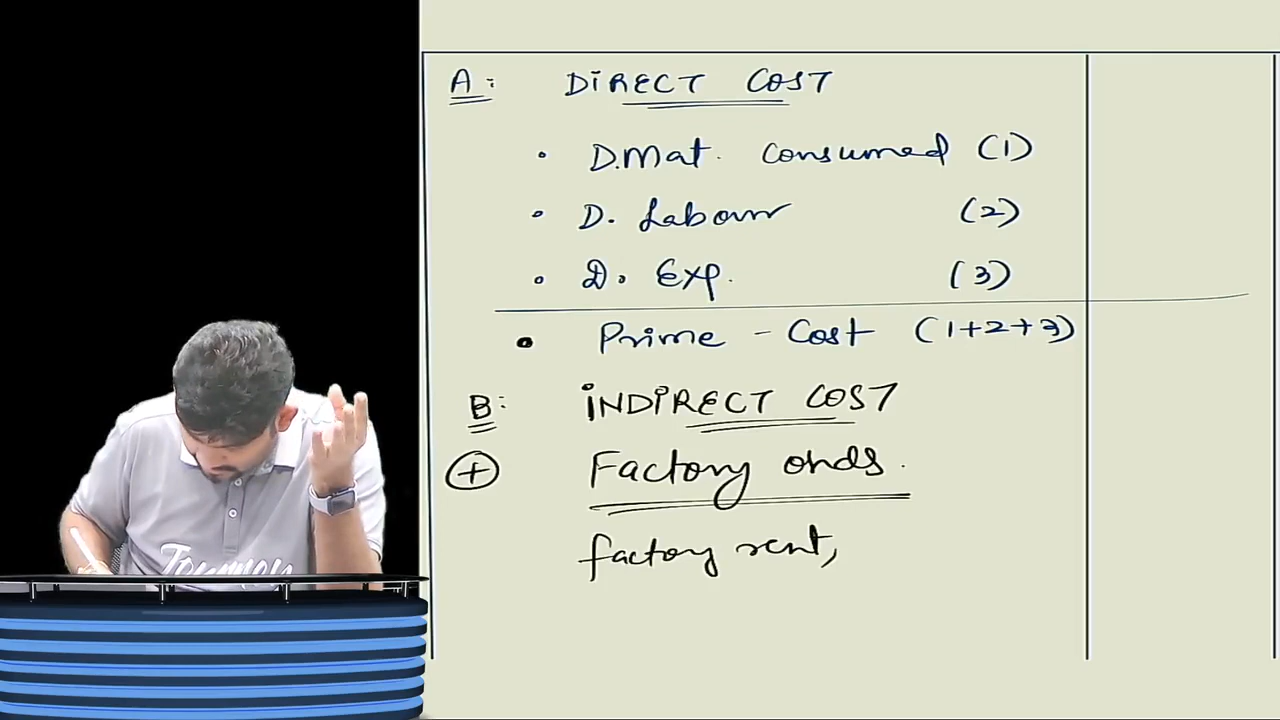 A: DIRECT COST
• D.Mat. Consumed (1)
• D. Labour (2)
• D. Exp. (3)
• Prime - Cost (1+2+3)
B: INDIRECT COST
+ Factory ohds.
factory rent,